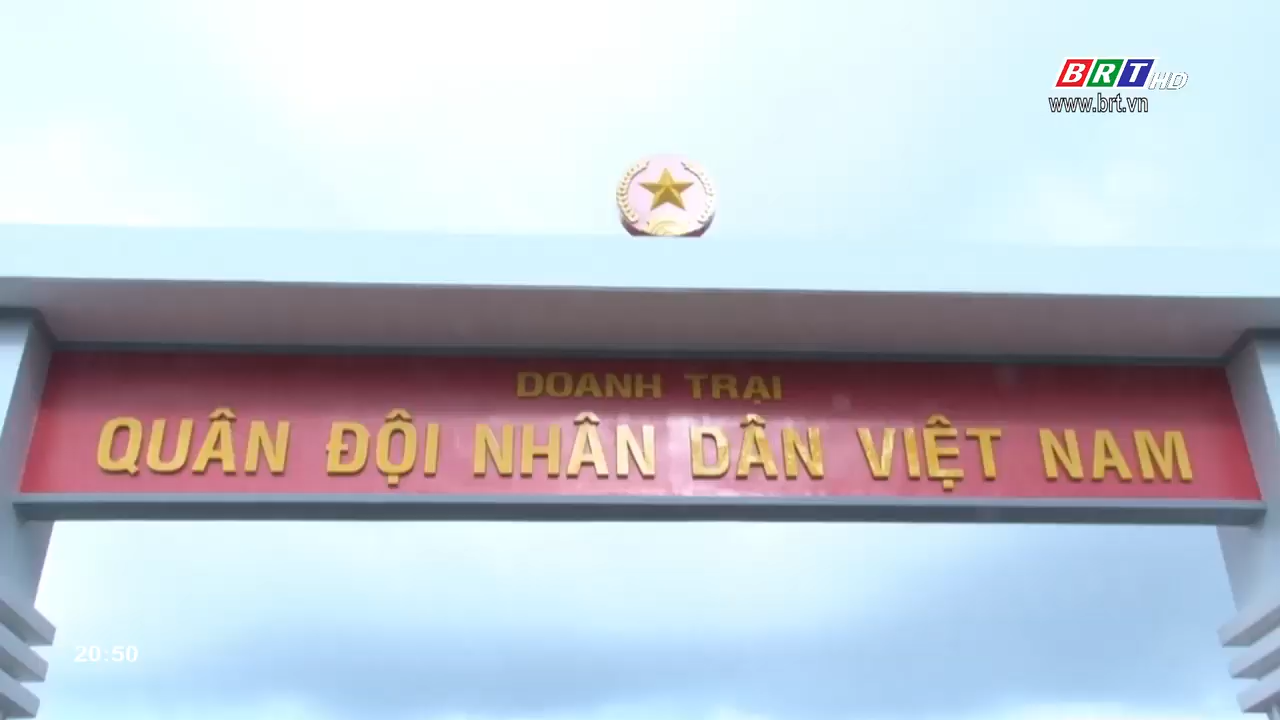 BRT HD
www.brt.vn
DOANH TRẠI
QUÂN ĐỘI NHÂN DÂN VIỆT NAM
20:50